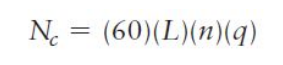 N_c = (60)(L)(n)(q)